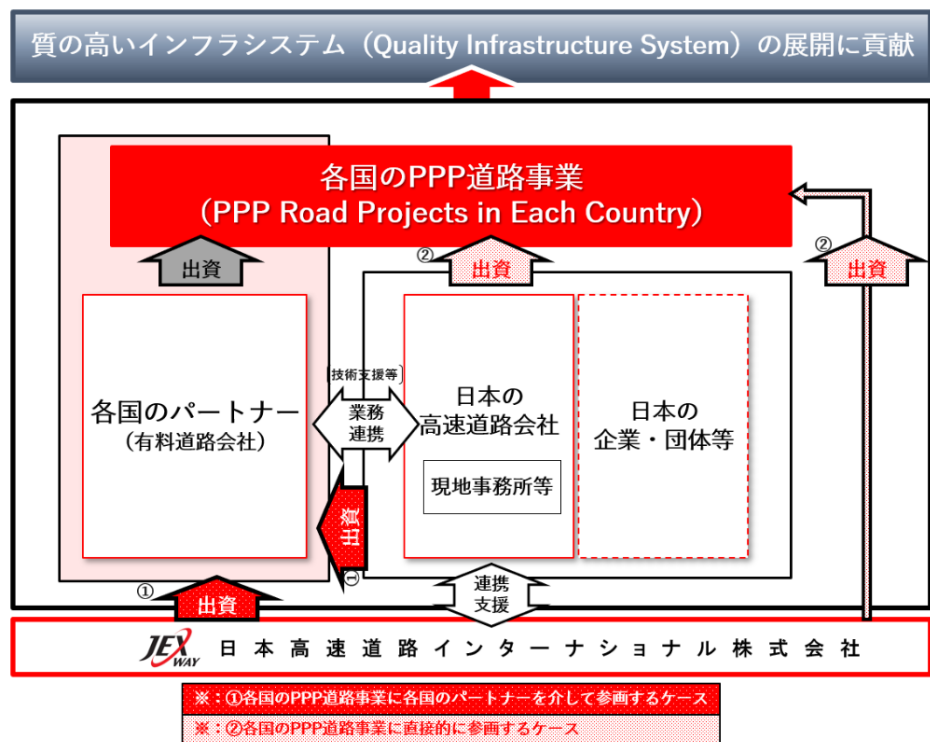 質の高いインフラシステム（Quality Infrastructure System）の展開に貢献
各国のPPP道路事業
（PPP Road Projects in Each Country）
出資
②
出資
②
出資
[技術支援等]
各国のパートナー
（有料道路会社）
業務
連携
日本の
高速道路会社
現地事務所等
日本の
企業・団体等
出資
①
①
出資
連携
支援
JEXWAY 日本高速道路インターナショナル株式会社
※：①各国のPPP道路事業に各国のパートナーを介して参画するケース
※：②各国のPPP道路事業に直接的に参画するケース